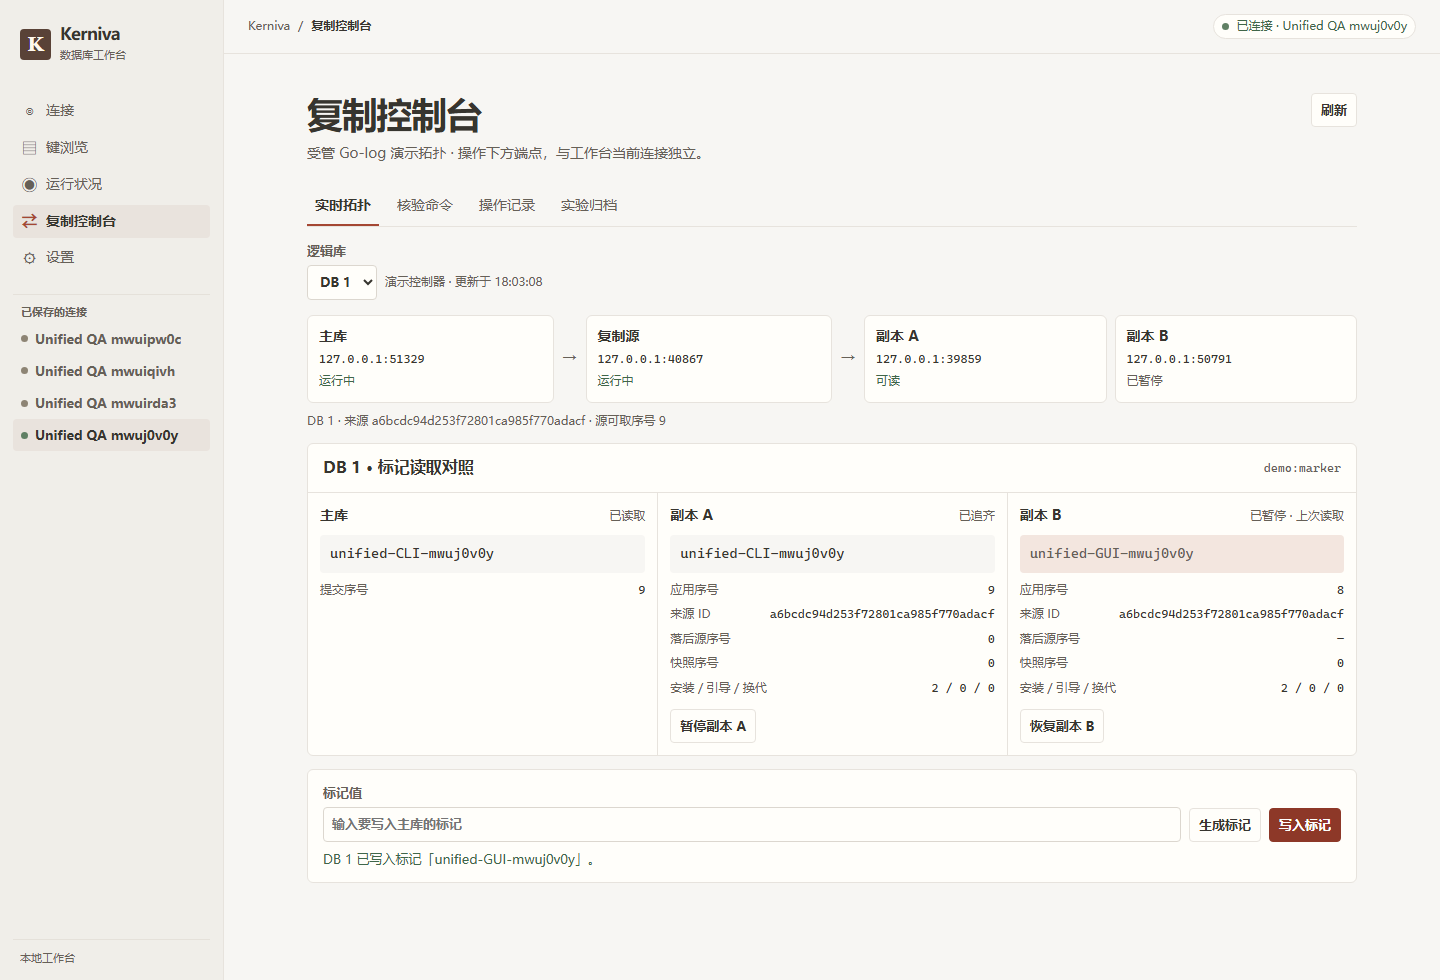 K
Kerniva
数据库工作台
连接
键浏览
运行状况
复制控制台
设置
已保存的连接
Unified QA mwuipw0c
Unified QA mwuiqivh
Unified QA mwuirda3
Unified QA mwuj0v0y
本地工作台
Kerniva / 复制控制台
已连接 · Unified QA mwuj0v0y
复制控制台
刷新
受管 Go-log 演示拓扑 · 操作下方端点，与工作台当前连接独立。
实时拓扑 核验命令 操作记录 实验归档
逻辑库
DB 1 演示控制器 · 更新于 18:03:08
主库
127.0.0.1:51329
运行中
→
复制源
127.0.0.1:40867
运行中
→
副本 A
127.0.0.1:39859
可读
副本 B
127.0.0.1:50791
已暂停
DB 1 · 来源 a6bcdc94d253f72801ca985f770adacf · 源可取序号 9
DB 1 • 标记读取对照 demo:marker
主库 已读取
unified-CLI-mwuj0v0y
提交序号 9
副本 A 已追齐
unified-CLI-mwuj0v0y
应用序号 9
来源 ID a6bcdc94d253f72801ca985f770adacf
落后源序号 0
快照序号 0
安装 / 引导 / 换代 2 / 0 / 0
暂停副本 A
副本 B 已暂停 · 上次读取
unified-GUI-mwuj0v0y
应用序号 8
来源 ID a6bcdc94d253f72801ca985f770adacf
落后源序号 —
快照序号 0
安装 / 引导 / 换代 2 / 0 / 0
恢复副本 B
标记值
输入要写入主库的标记 生成标记 写入标记
DB 1 已写入标记「unified-GUI-mwuj0v0y」。